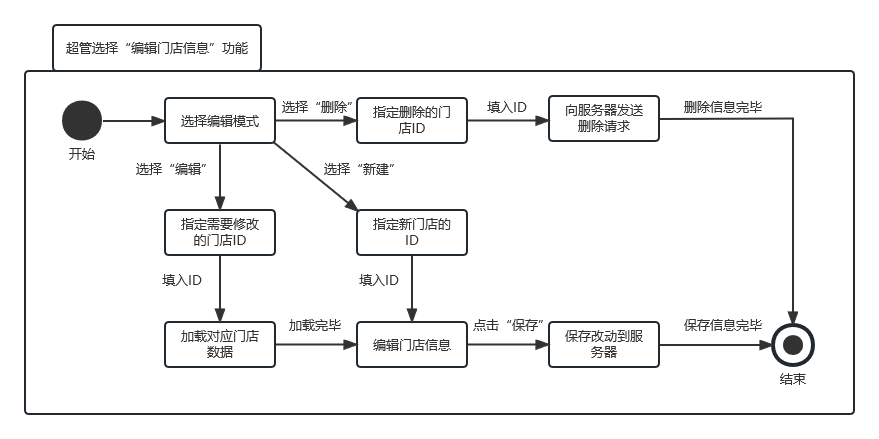 超管选择“编辑门店信息”功能
选择编辑模式
选择“删除”
指定删除的门
店ID
填入ID
向服务器发送
删除请求
删除信息完毕
开始
选择“编辑”
选择“新建”
指定需要修改
的门店ID
指定新门店的
ID
填入ID
填入ID
加载对应门店
数据
加载完毕
编辑门店信息
点击“保存”
保存改动到服
务器
保存信息完毕
结束